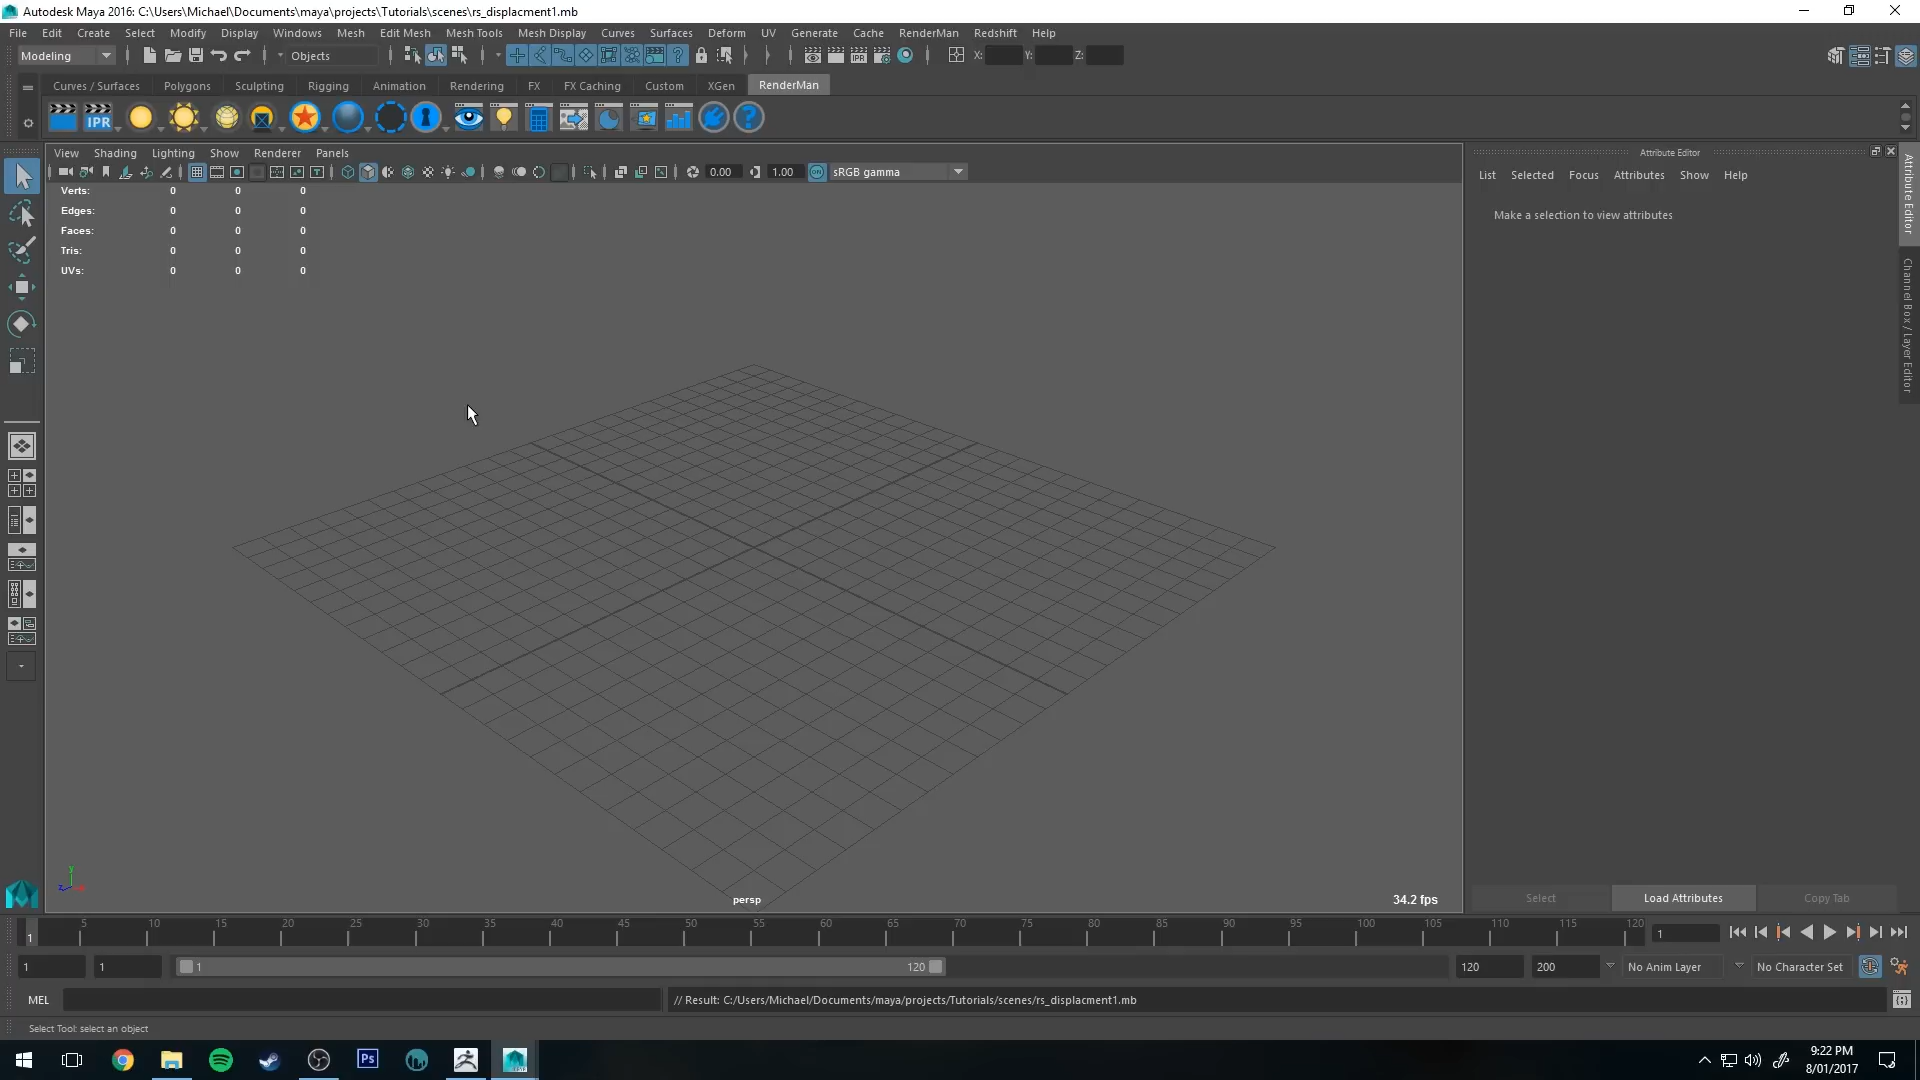 Autodesk Maya 2016: C:\Users\Michael\Documents\maya\projects\Tutorials\scenes\rs_displacment1.mb
File Edit Create Select Modify Display Windows Mesh Edit Mesh Mesh Tools Mesh Display Curves Surfaces Deform UV Generate Cache RenderMan Redshift Help
Modeling Objects IPR X: Y: Z:
Curves / Surfaces Polygons Sculpting Rigging Animation Rendering FX FX Caching Custom XGen RenderMan
IPR
View Shading Lighting Show Renderer Panels
0.00 1.00 ON sRGB gamma
Verts: 0 0 0
Edges: 0 0 0
Faces: 0 0 0
Tris: 0 0 0
UVs: 0 0 0
y
z
persp
34.2 fps
Attribute Editor
List Selected Focus Attributes Show Help
Make a selection to view attributes
Attribute Editor
Channel Box / Layer Editor
Select Load Attributes Copy Tab
1 5 10 15 20 25 30 35 40 45 50 55 60 65 70 75 80 85 90 95 100 105 110 115 120 1
1 1 1 120 120 200 No Anim Layer No Character Set
MEL // Result: C:/Users/Michael/Documents/maya/projects/Tutorials/scenes/rs_displacment1.mb
Select Tool: select an object
Ps
9:22 PM
8/01/2017